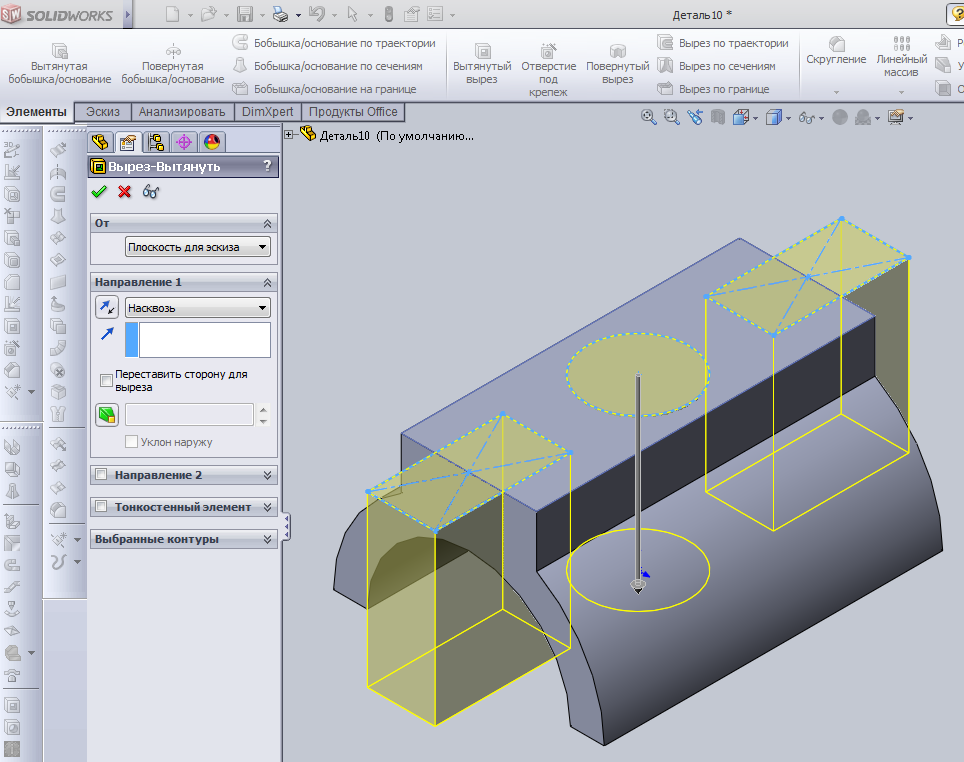 SOLIDWORKS
Деталь10 *
?
Вытянутая
бобышка/основание
Повернутая
бобышка/основание
Бобышка/основание по траектории
Бобышка/основание по сечениям
Бобышка/основание на границе
Вытянутый
вырез
Отверстие
под
крепеж
Повернутый
вырез
Вырез по траектории
Вырез по сечениям
Вырез по границе
Скругление
Линейный
массив
Элементы
Эскиз
Анализировать
DimXpert
Продукты Office
Деталь10 (По умолчанию...
Вырез-Вытянуть
?
От
Плоскость для эскиза
Направление 1
Насквозь
Переставить сторону для
выреза
Уклон наружу
Направление 2
Тонкостенный элемент
Выбранные контуры